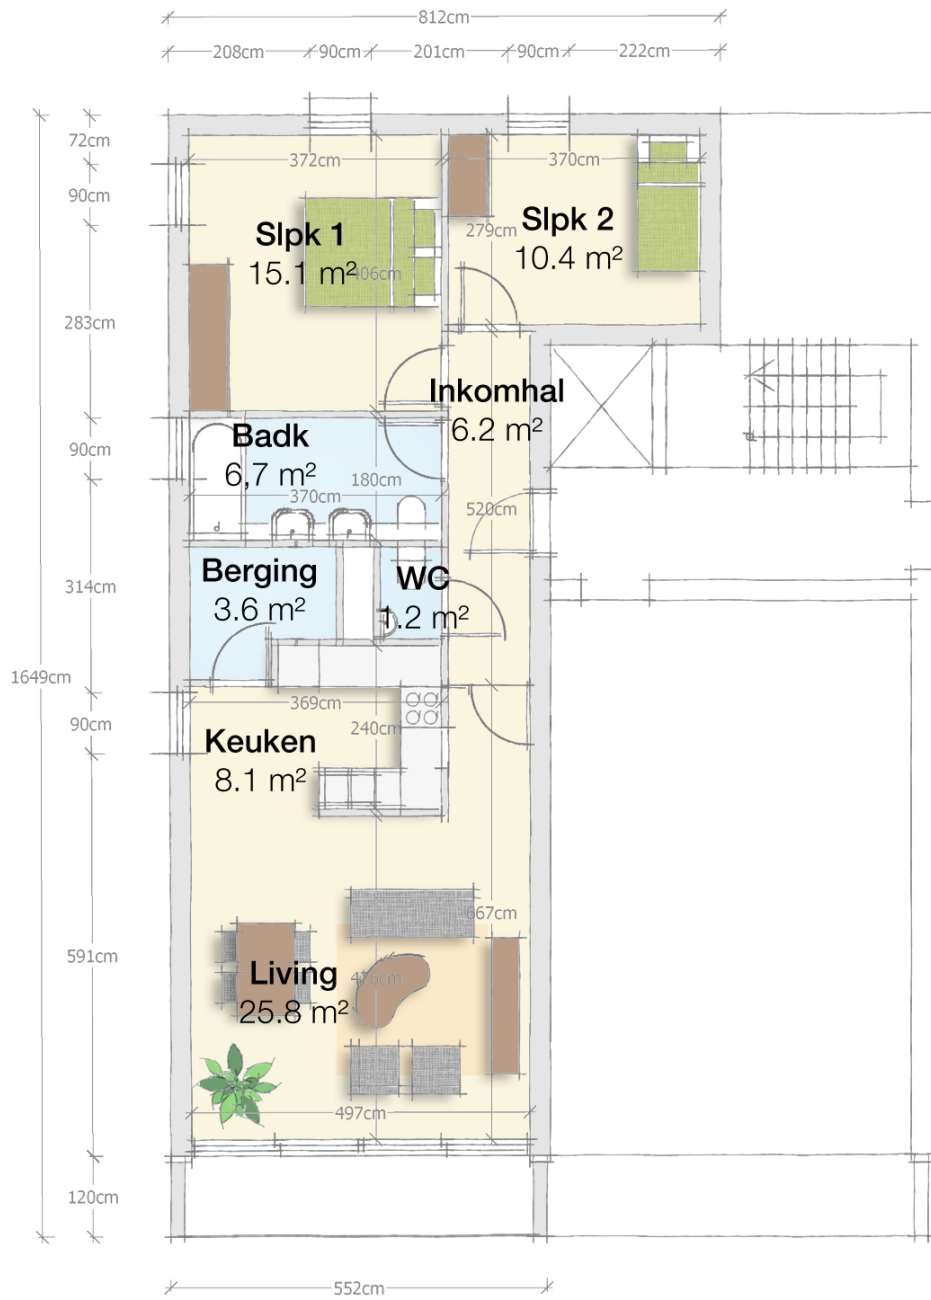 812cm
208cm
90cm
201cm
90cm
222cm
72cm
372cm
370cm
90cm
Slpk 1
15.1 m²
279cm
Slpk 2
10.4 m²
406cm
283cm
Inkomhal
6.2 m²
Badk
6,7 m²
90cm
180cm
370cm
520cm
Berging
3.6 m²
WC
1.2 m²
314cm
1649cm
369cm
90cm
240cm
Keuken
8.1 m²
667cm
591cm
Living
25.8 m²
497cm
120cm
552cm